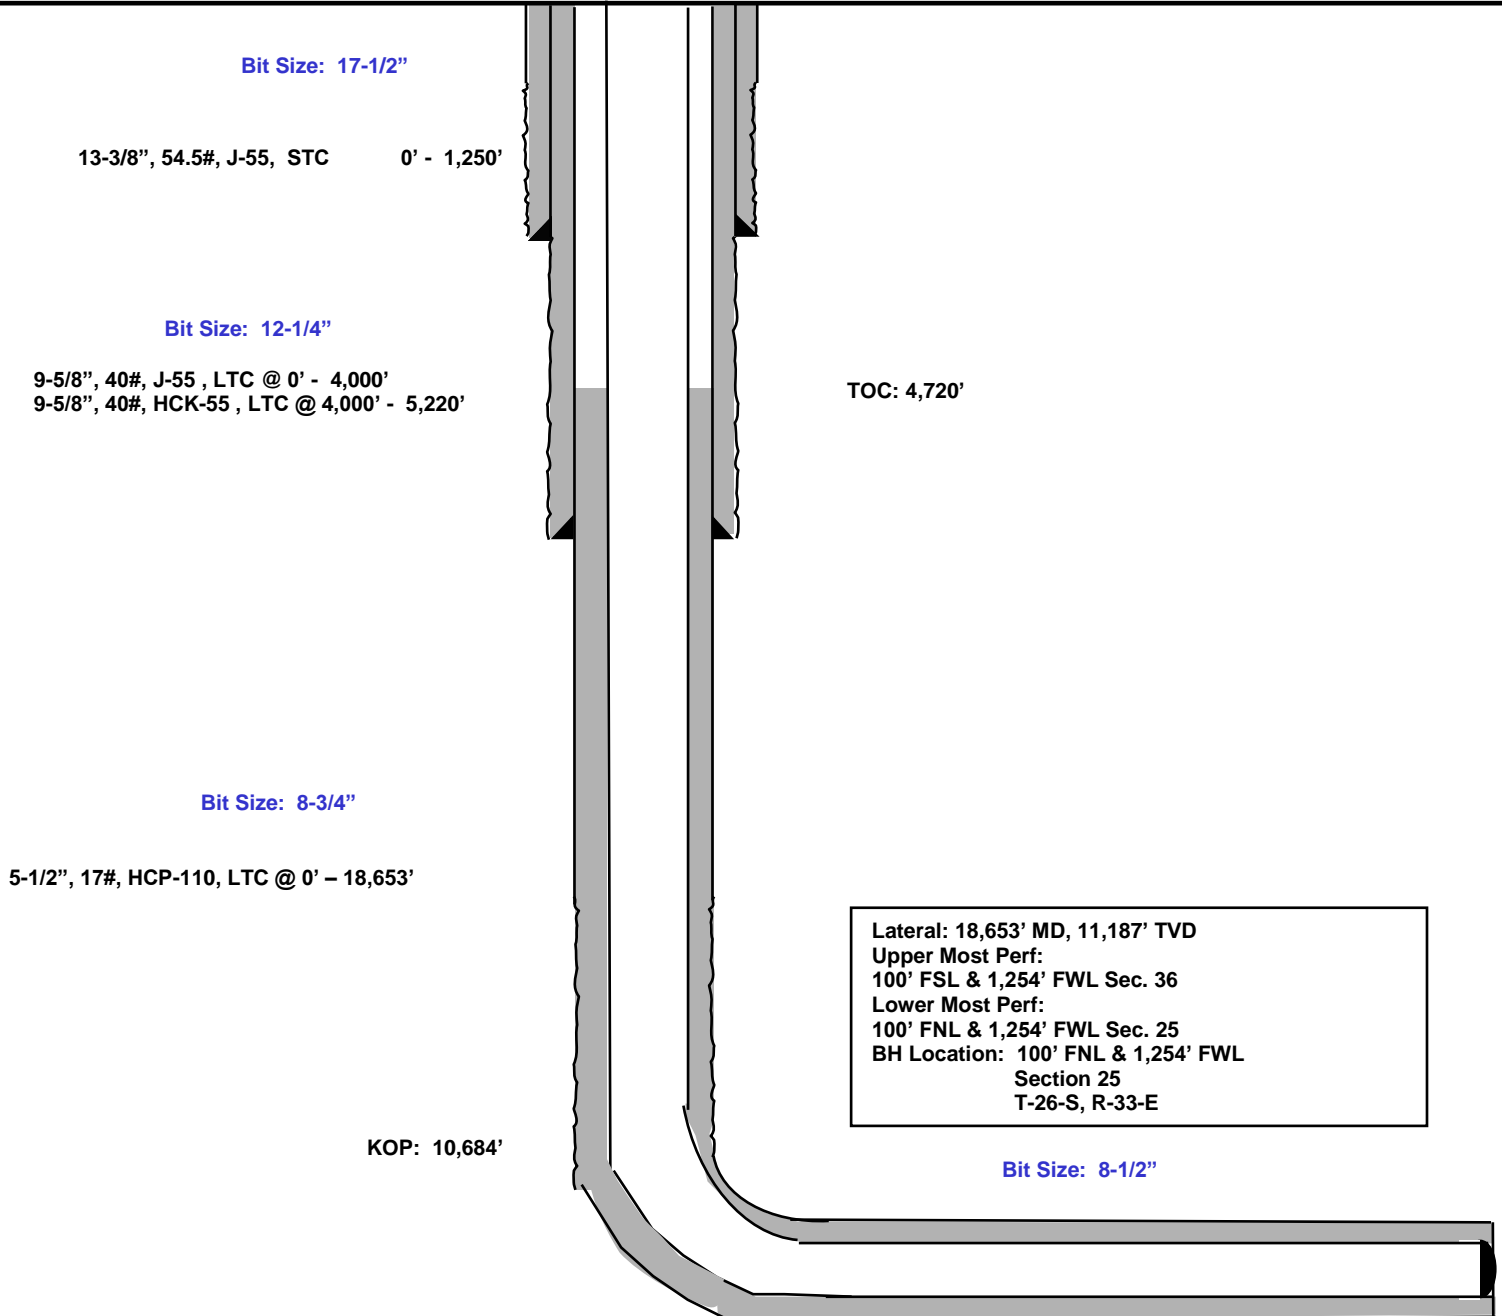 Bit Size: 17-1/2”
13-3/8”, 54.5#, J-55, STC 0’ - 1,250’
Bit Size: 12-1/4”
9-5/8”, 40#, J-55 , LTC @ 0’ - 4,000’
9-5/8”, 40#, HCK-55 , LTC @ 4,000’ - 5,220’
TOC: 4,720’
Bit Size: 8-3/4”
5-1/2”, 17#, HCP-110, LTC @ 0’ – 18,653’
Lateral: 18,653’ MD, 11,187’ TVD
Upper Most Perf:
100’ FSL & 1,254’ FWL Sec. 36
Lower Most Perf:
100’ FNL & 1,254’ FWL Sec. 25
BH Location: 100’ FNL & 1,254’ FWL
Section 25
T-26-S, R-33-E
KOP: 10,684’
Bit Size: 8-1/2”